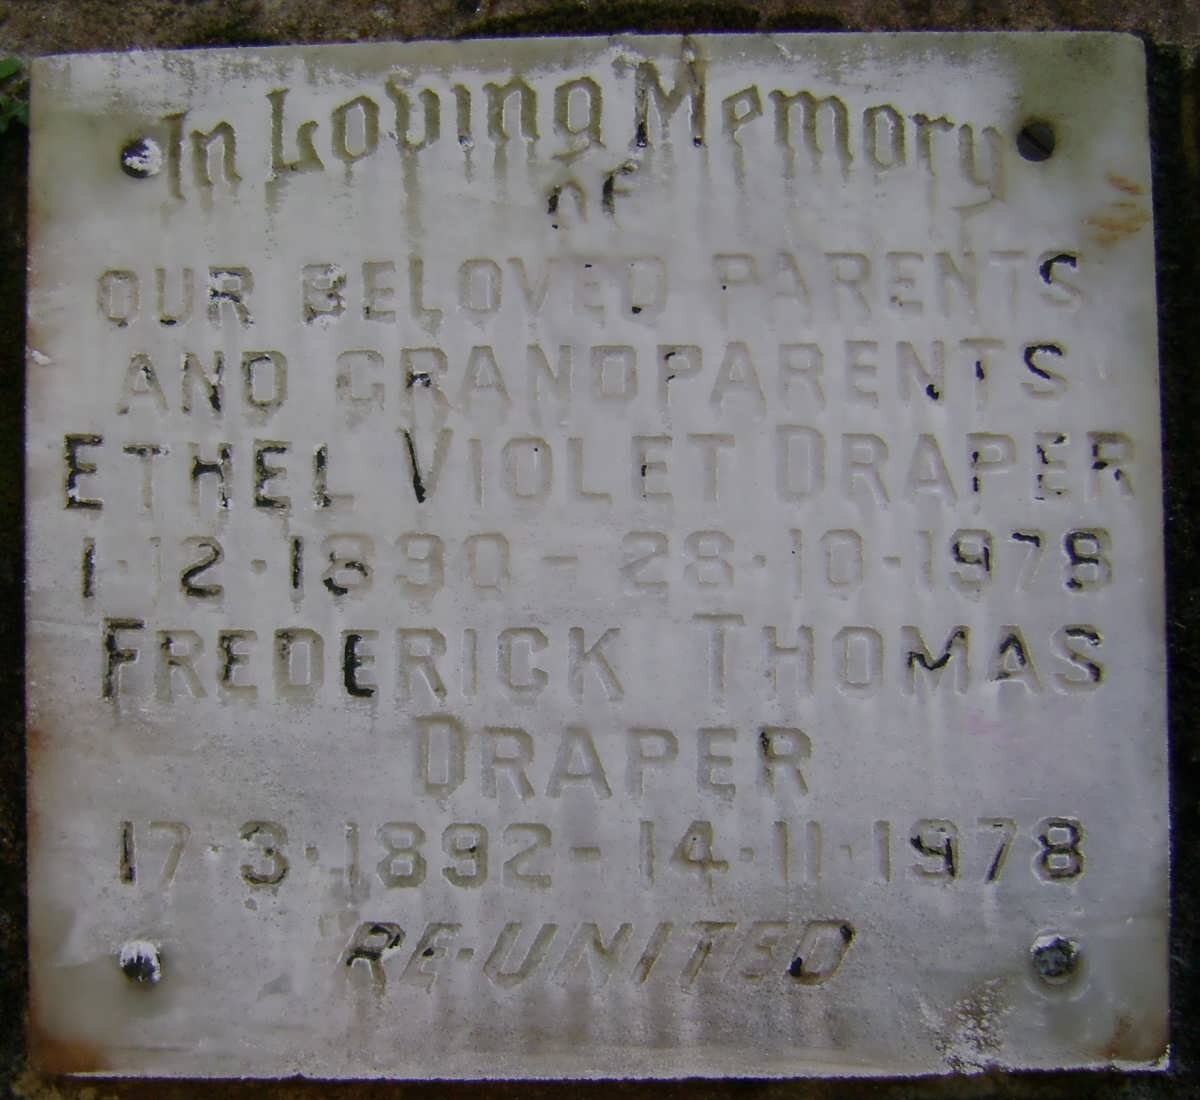 In Loving Memory
of
OUR BELOVED PARENTS
AND GRANDPARENTS
ETHEL VIOLET DRAPER
1·12·1890 - 28·10·1978
FREDERICK THOMAS
DRAPER
17·3·1892 - 14·11·1978
RE-UNITED